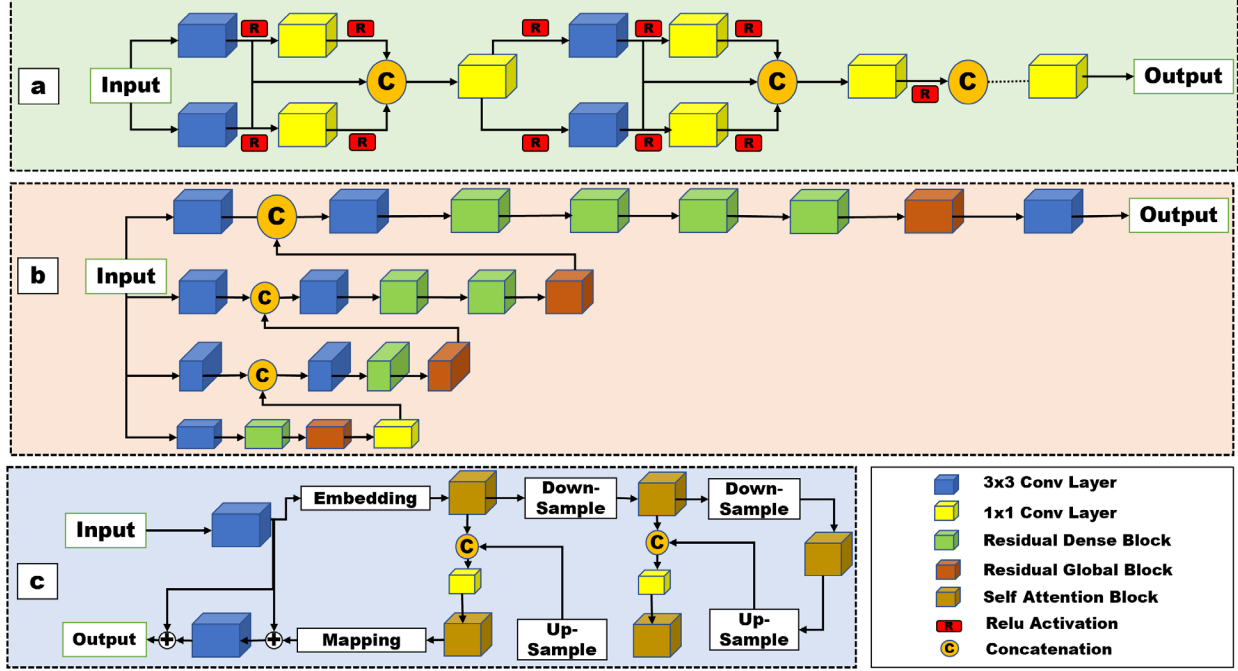 R
R
Input
a
C
R
R
R
R
R
R
R
R
C
R
C
Output
b
Input
C
C
C
C
Output
c
Input
Embedding
Down-
Sample
Down-
Sample
C
C
Up-
Sample
Up-
Sample
Mapping
+
+
Output
3x3 Conv Layer
1x1 Conv Layer
Residual Dense Block
Residual Global Block
Self Attention Block
R Relu Activation
C Concatenation